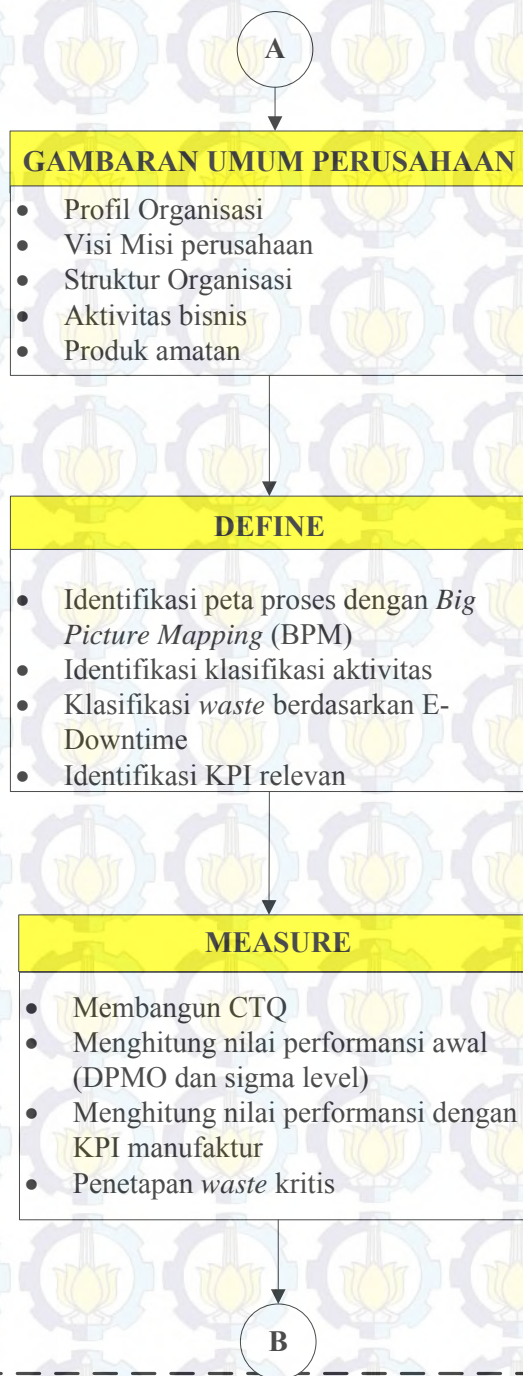 A
GAMBARAN UMUM PERUSAHAAN
• Profil Organisasi
• Visi Misi perusahaan
• Struktur Organisasi
• Aktivitas bisnis
• Produk amatan
DEFINE
• Identifikasi peta proses dengan Big
Picture Mapping (BPM)
• Identifikasi klasifikasi aktivitas
• Klasifikasi waste berdasarkan E-
Downtime
• Identifikasi KPI relevan
MEASURE
• Membangun CTQ
• Menghitung nilai performansi awal
(DPMO dan sigma level)
• Menghitung nilai performansi dengan
KPI manufaktur
• Penetapan waste kritis
B